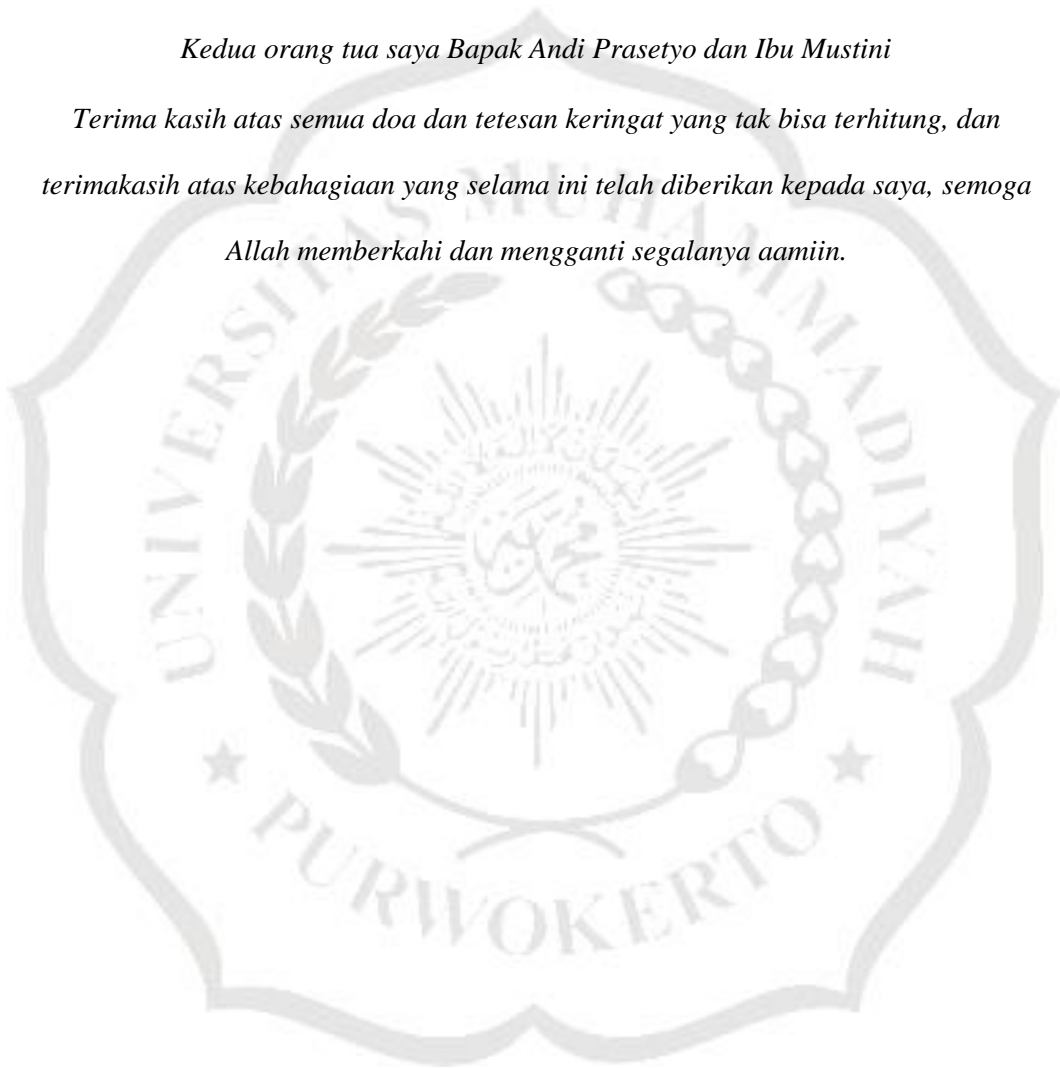 Kedua orang tua saya Bapak Andi Prasetyo dan Ibu Mustini
Terima kasih atas semua doa dan tetesan keringat yang tak bisa terhitung, dan
terimakasih atas kebahagiaan yang selama ini telah diberikan kepada saya, semoga
Allah memberkahi dan mengganti segalanya aamiin.
UNIVERSITAS MUHAMMADIYAH
PURWOKERTO